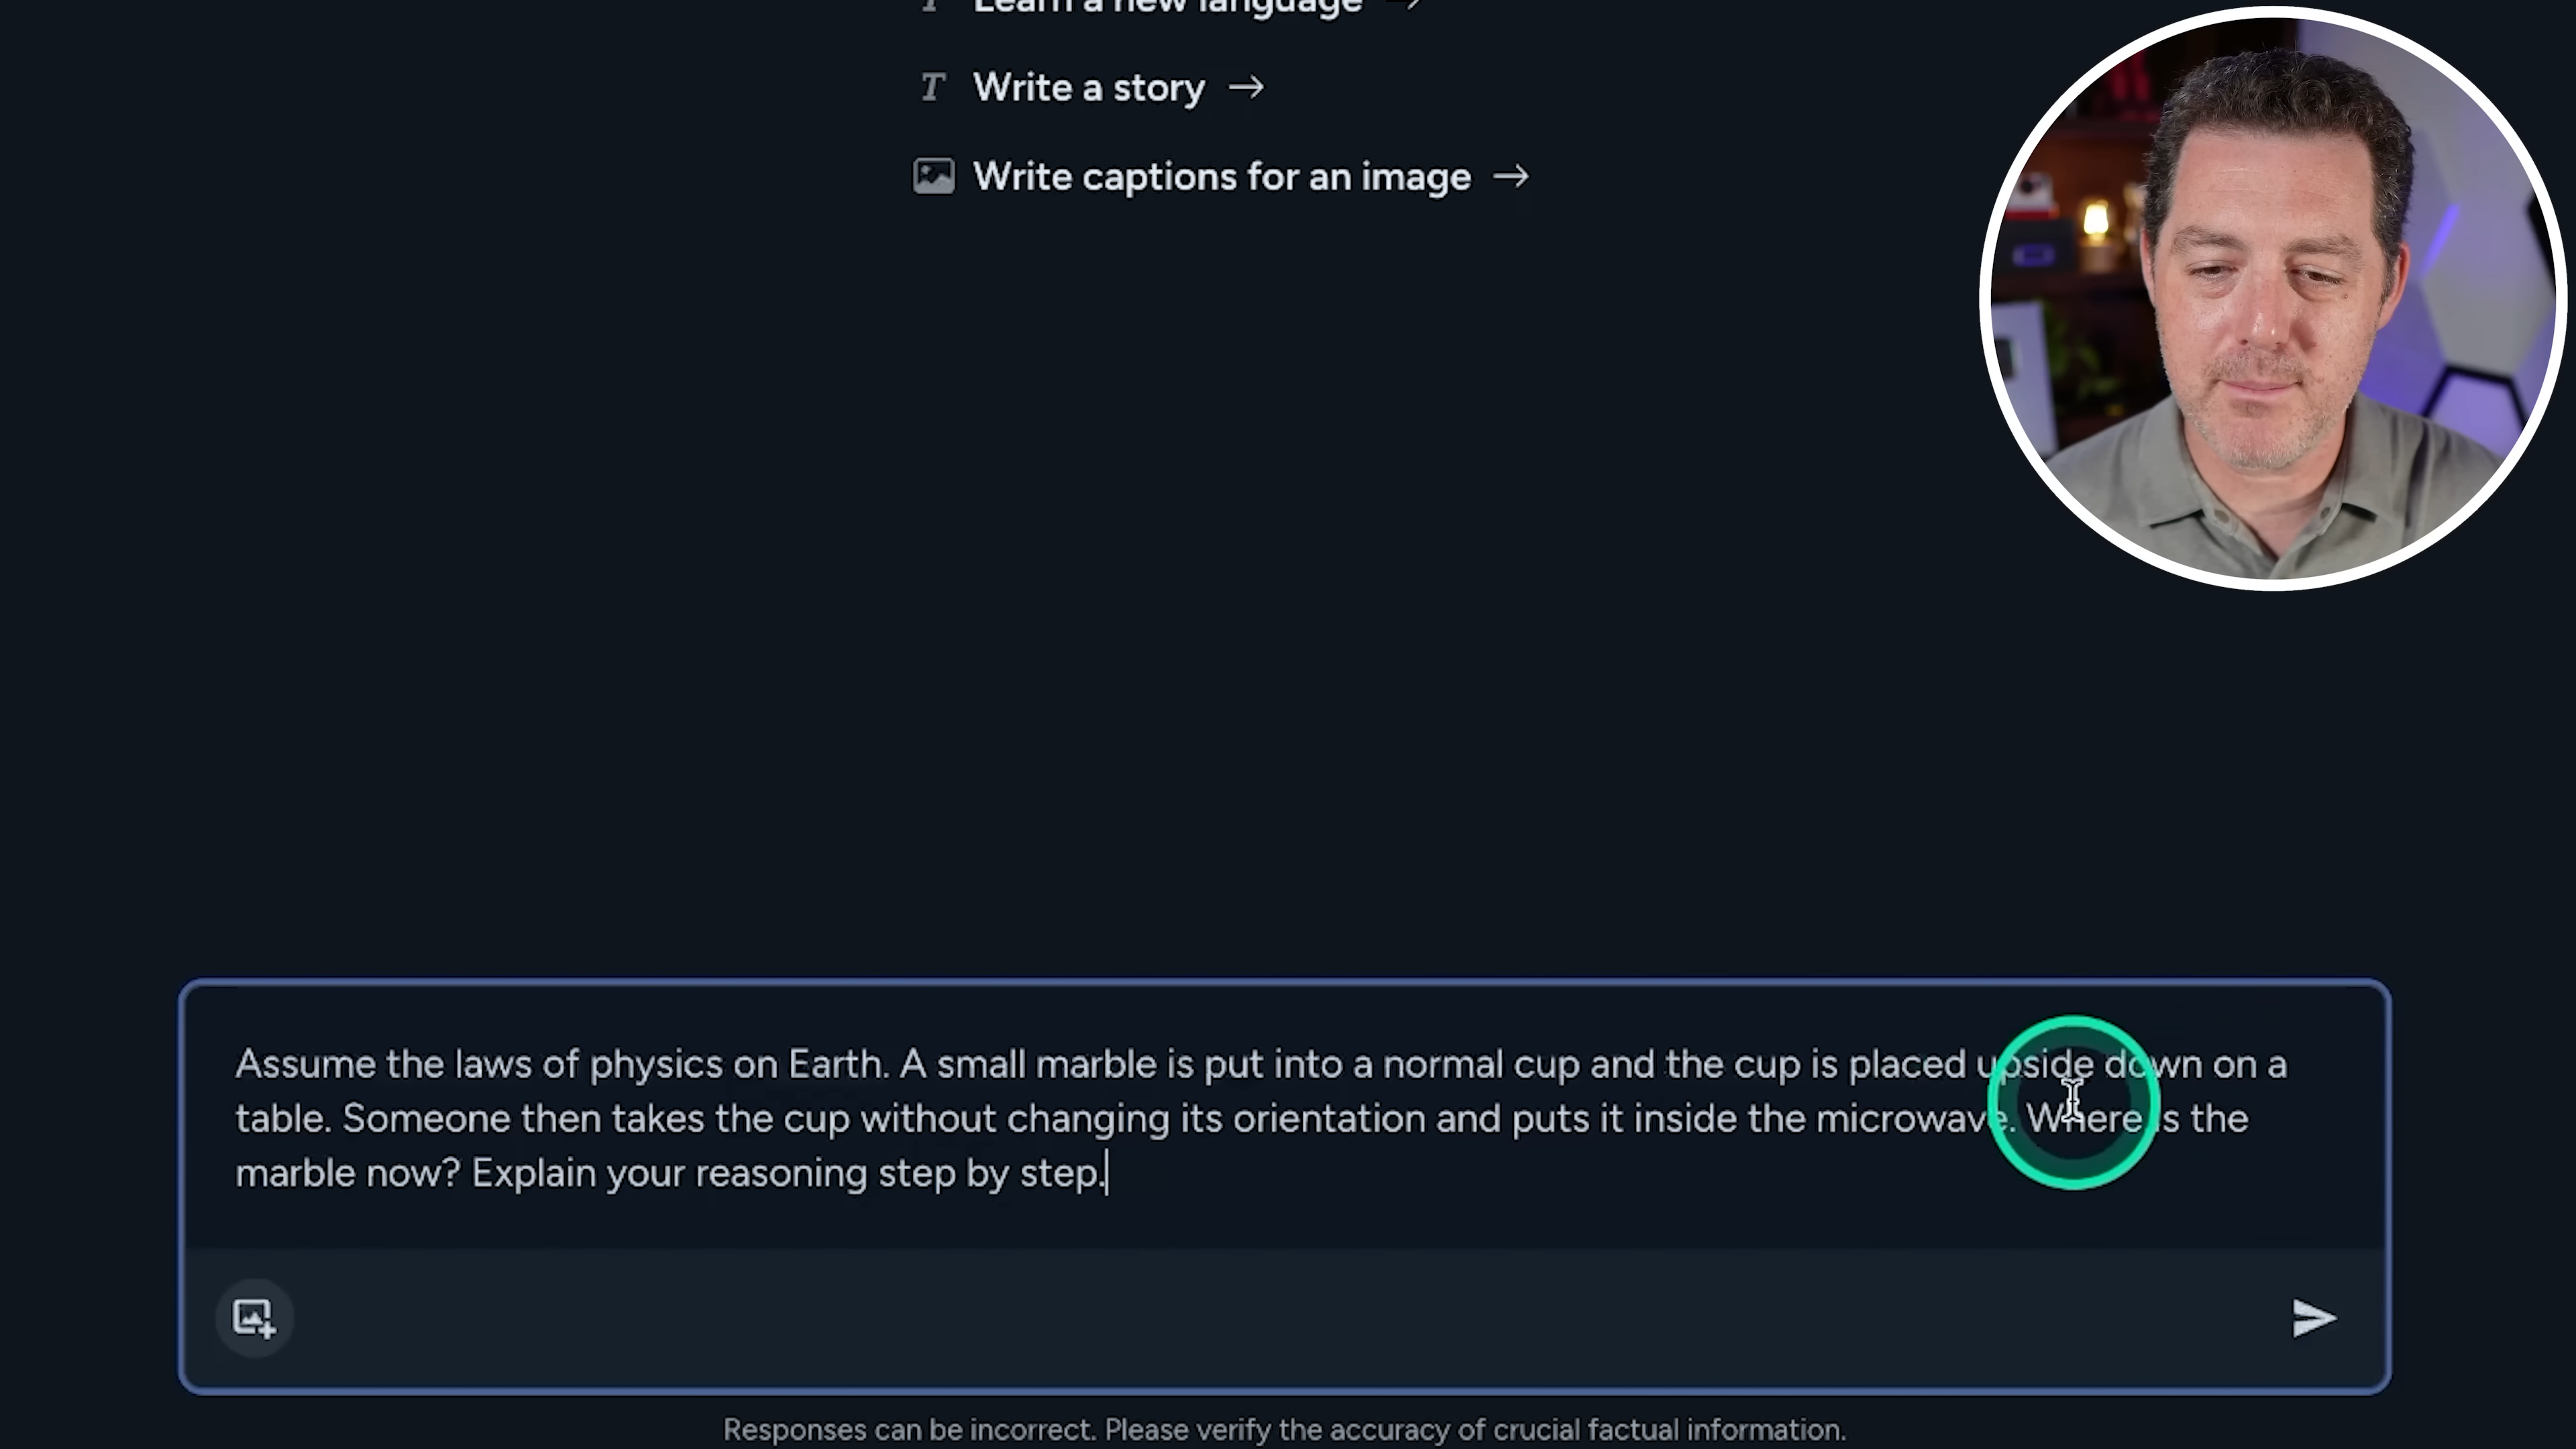 Learn a new language
Write a story
Write captions for an image
Assume the laws of physics on Earth. A small marble is put into a normal cup and the cup is placed upside down on a
table. Someone then takes the cup without changing its orientation and puts it inside the microwave. Where is the
marble now? Explain your reasoning step by step.
Responses can be incorrect. Please verify the accuracy of crucial factual information.